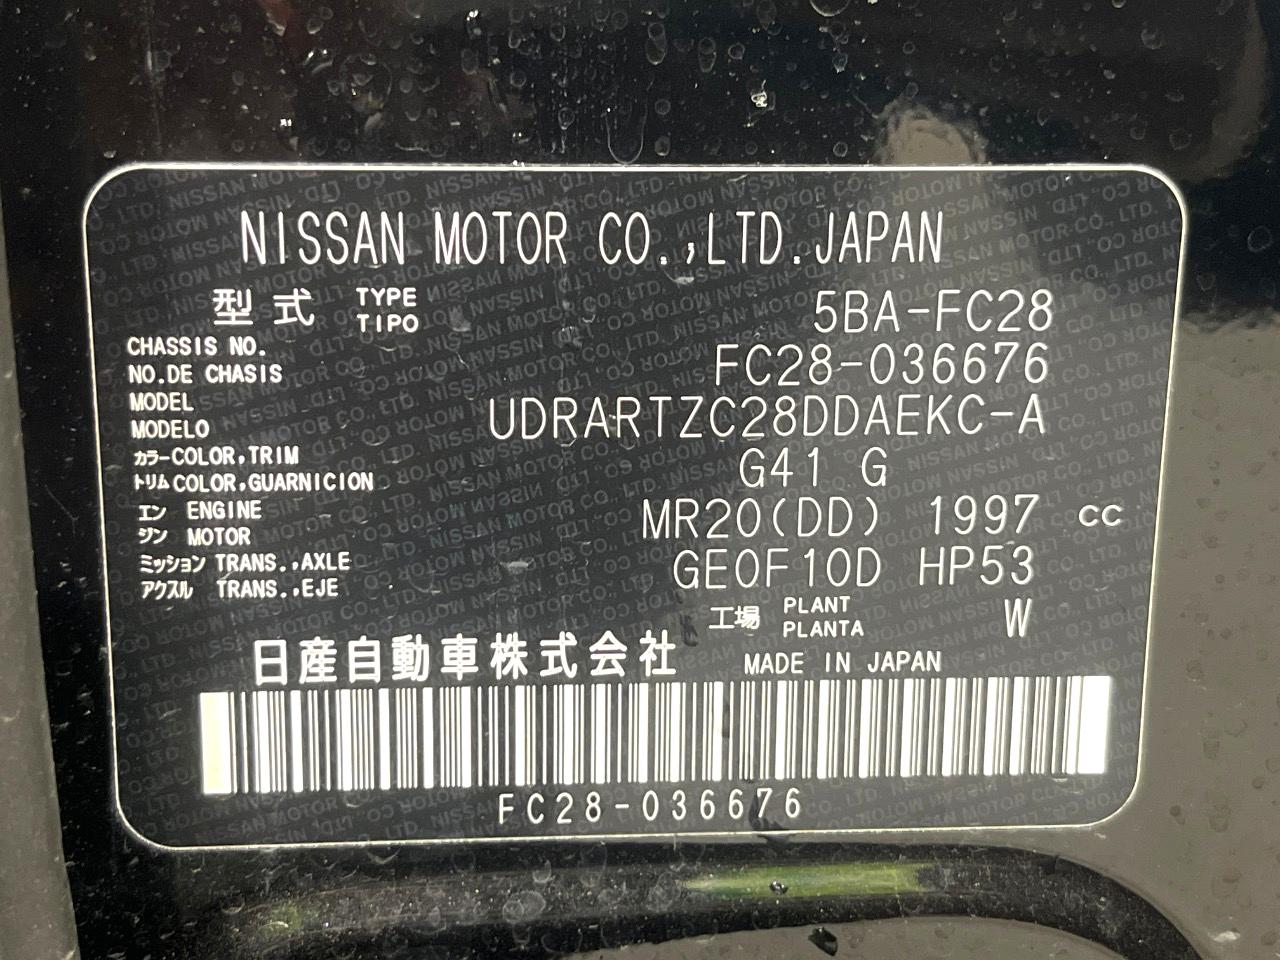 NISSAN MOTOR CO.,LTD.JAPAN
型式 TYPE TIPO 5BA-FC28
CHASSIS NO.
NO.DE CHASIS FC28-036676
MODEL
MODELO UDRARTZC28DDAEKC-A
カラー COLOR,TRIM
トリム COLOR,GUARNICION G41 G
エン ENGINE
ジン MOTOR MR20(DD) 1997 CC
ミッション TRANS.,AXLE
アクスル TRANS.,EJE GE0F10D HP53
工場 PLANT PLANTA W
日産自動車株式会社 MADE IN JAPAN
FC28-036676